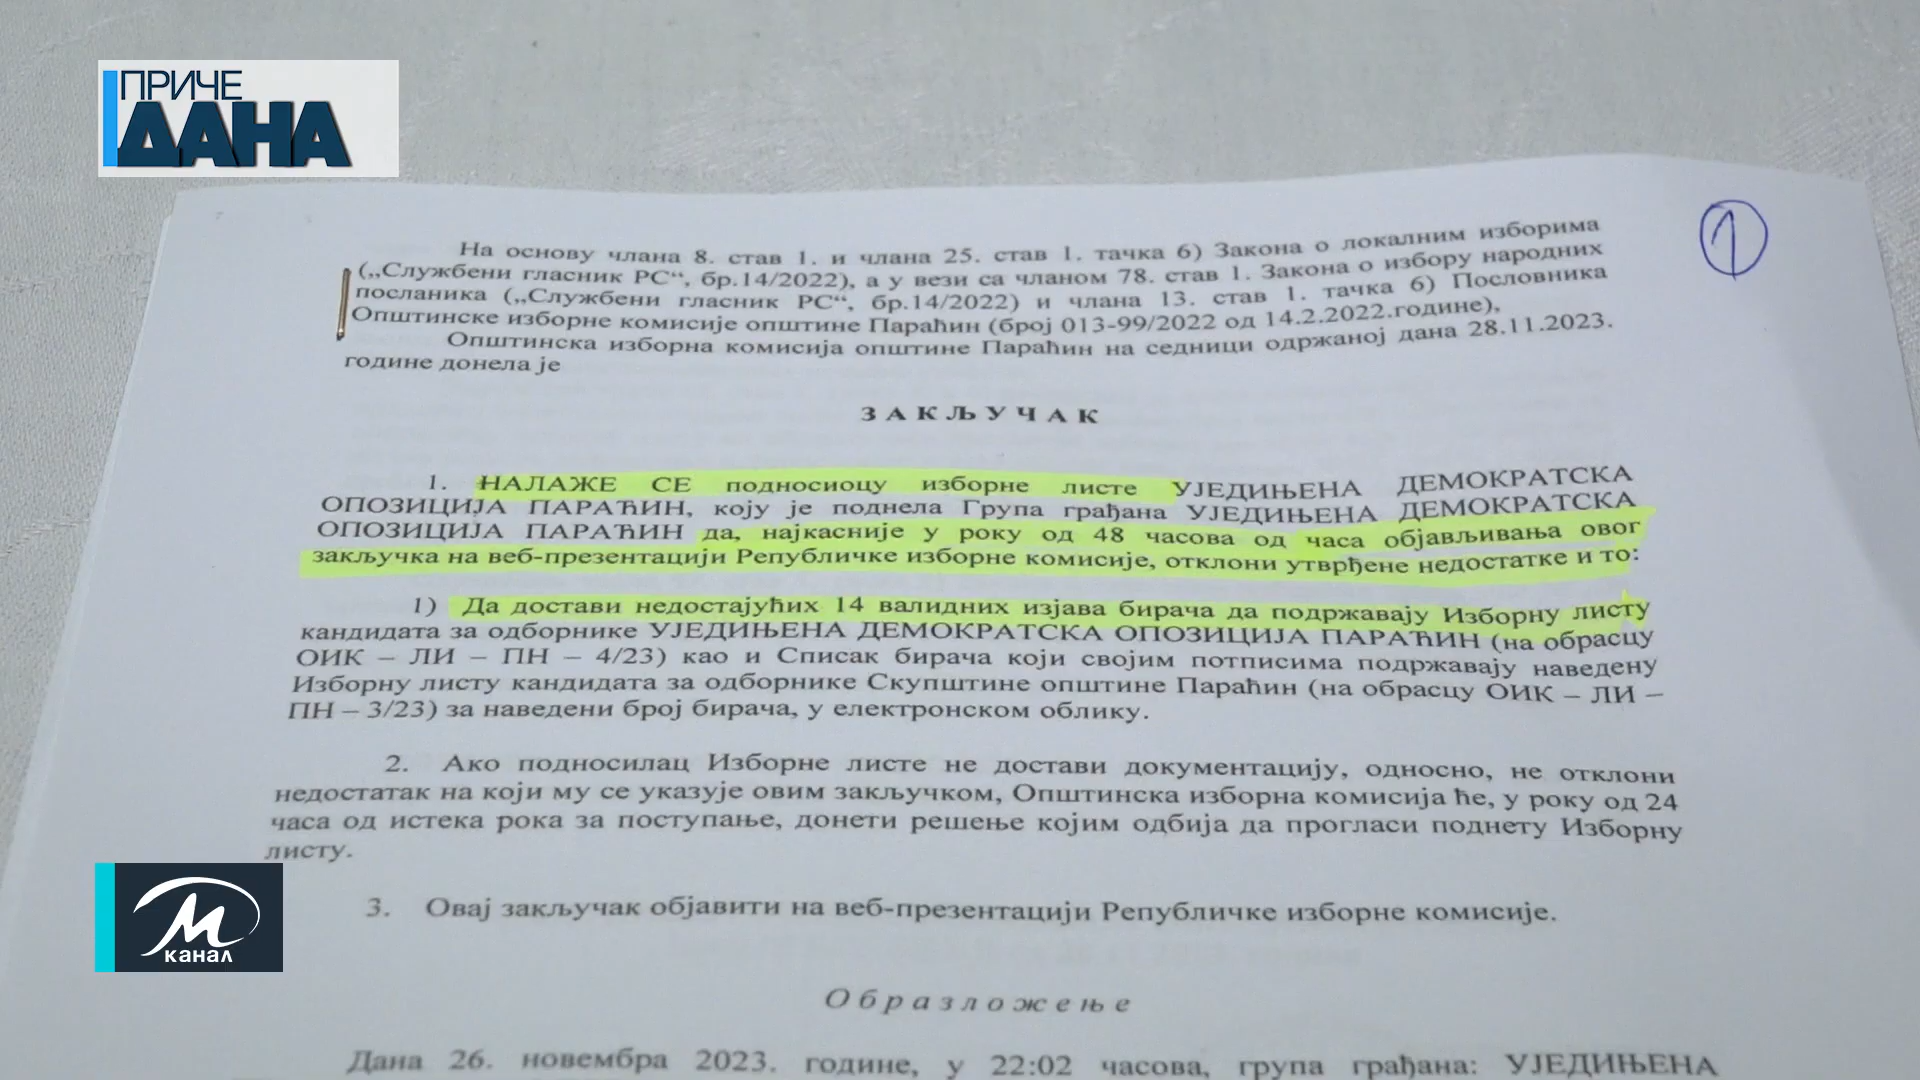 ПРИЧЕ
ДАНА
1
На основу члана 8. став 1. и члана 25. став 1. тачка 6) Закона о локалним изборима
(„Службени гласник РС“, бр.14/2022), а у вези са чланом 78. став 1. Закона о избору народних
посланика („Службени гласник РС“, бр.14/2022) и члана 13. став 1. тачка 6) Пословника
Општинске изборне комисије општине Параћин (број 013-99/2022 од 14.2.2022.године),
Општинска изборна комисија општине Параћин на седници одржаној дана 28.11.2023.
године донела је
З А К Љ У Ч А К
1. НАЛАЖЕ СЕ подносиоцу изборне листе УЈЕДИЊЕНА ДЕМОКРАТСКА
ОПОЗИЦИЈА ПАРАЋИН, коју је поднела Група грађана УЈЕДИЊЕНА ДЕМОКРАТСКА
ОПОЗИЦИЈА ПАРАЋИН да, најкасније у року од 48 часова од часа објављивања овог
закључка на веб-презентацији Републичке изборне комисије, отклони утврђене недостатке и то:
1) Да достави недостајућих 14 валидних изјава бирача да подржавају Изборну листу
кандидата за одборнике УЈЕДИЊЕНА ДЕМОКРАТСКА ОПОЗИЦИЈА ПАРАЋИН (на обрасцу
ОИК – ЛИ – ПН – 4/23) као и Списак бирача који својим потписима подржавају наведену
Изборну листу кандидата за одборнике Скупштине општине Параћин (на обрасцу ОИК – ЛИ –
ПН – 3/23) за наведени број бирача, у електронском облику.
2. Ако подносилац Изборне листе не достави документацију, односно, не отклони
недостатак на који му се указује овим закључком, Општинска изборна комисија ће, у року од 24
часа од истека рока за поступање, донети решење којим одбија да прогласи поднету Изборну
листу.
3. Овај закључак објавити на веб-презентацији Републичке изборне комисије.
О б р а з л о ж е њ е
Дана 26. новембра 2023. године, у 22:02 часова, група грађана: УЈЕДИЊЕНА
М
канал